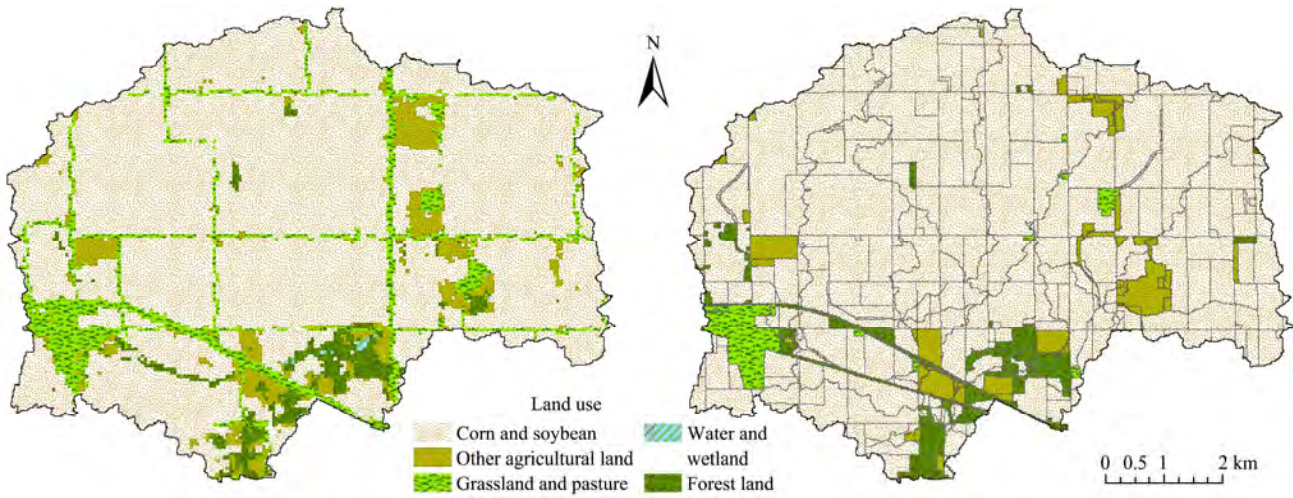 N
Land use
Corn and soybean
Other agricultural land
Grassland and pasture
Water and
wetland
Forest land
0 0.5 1 2 km